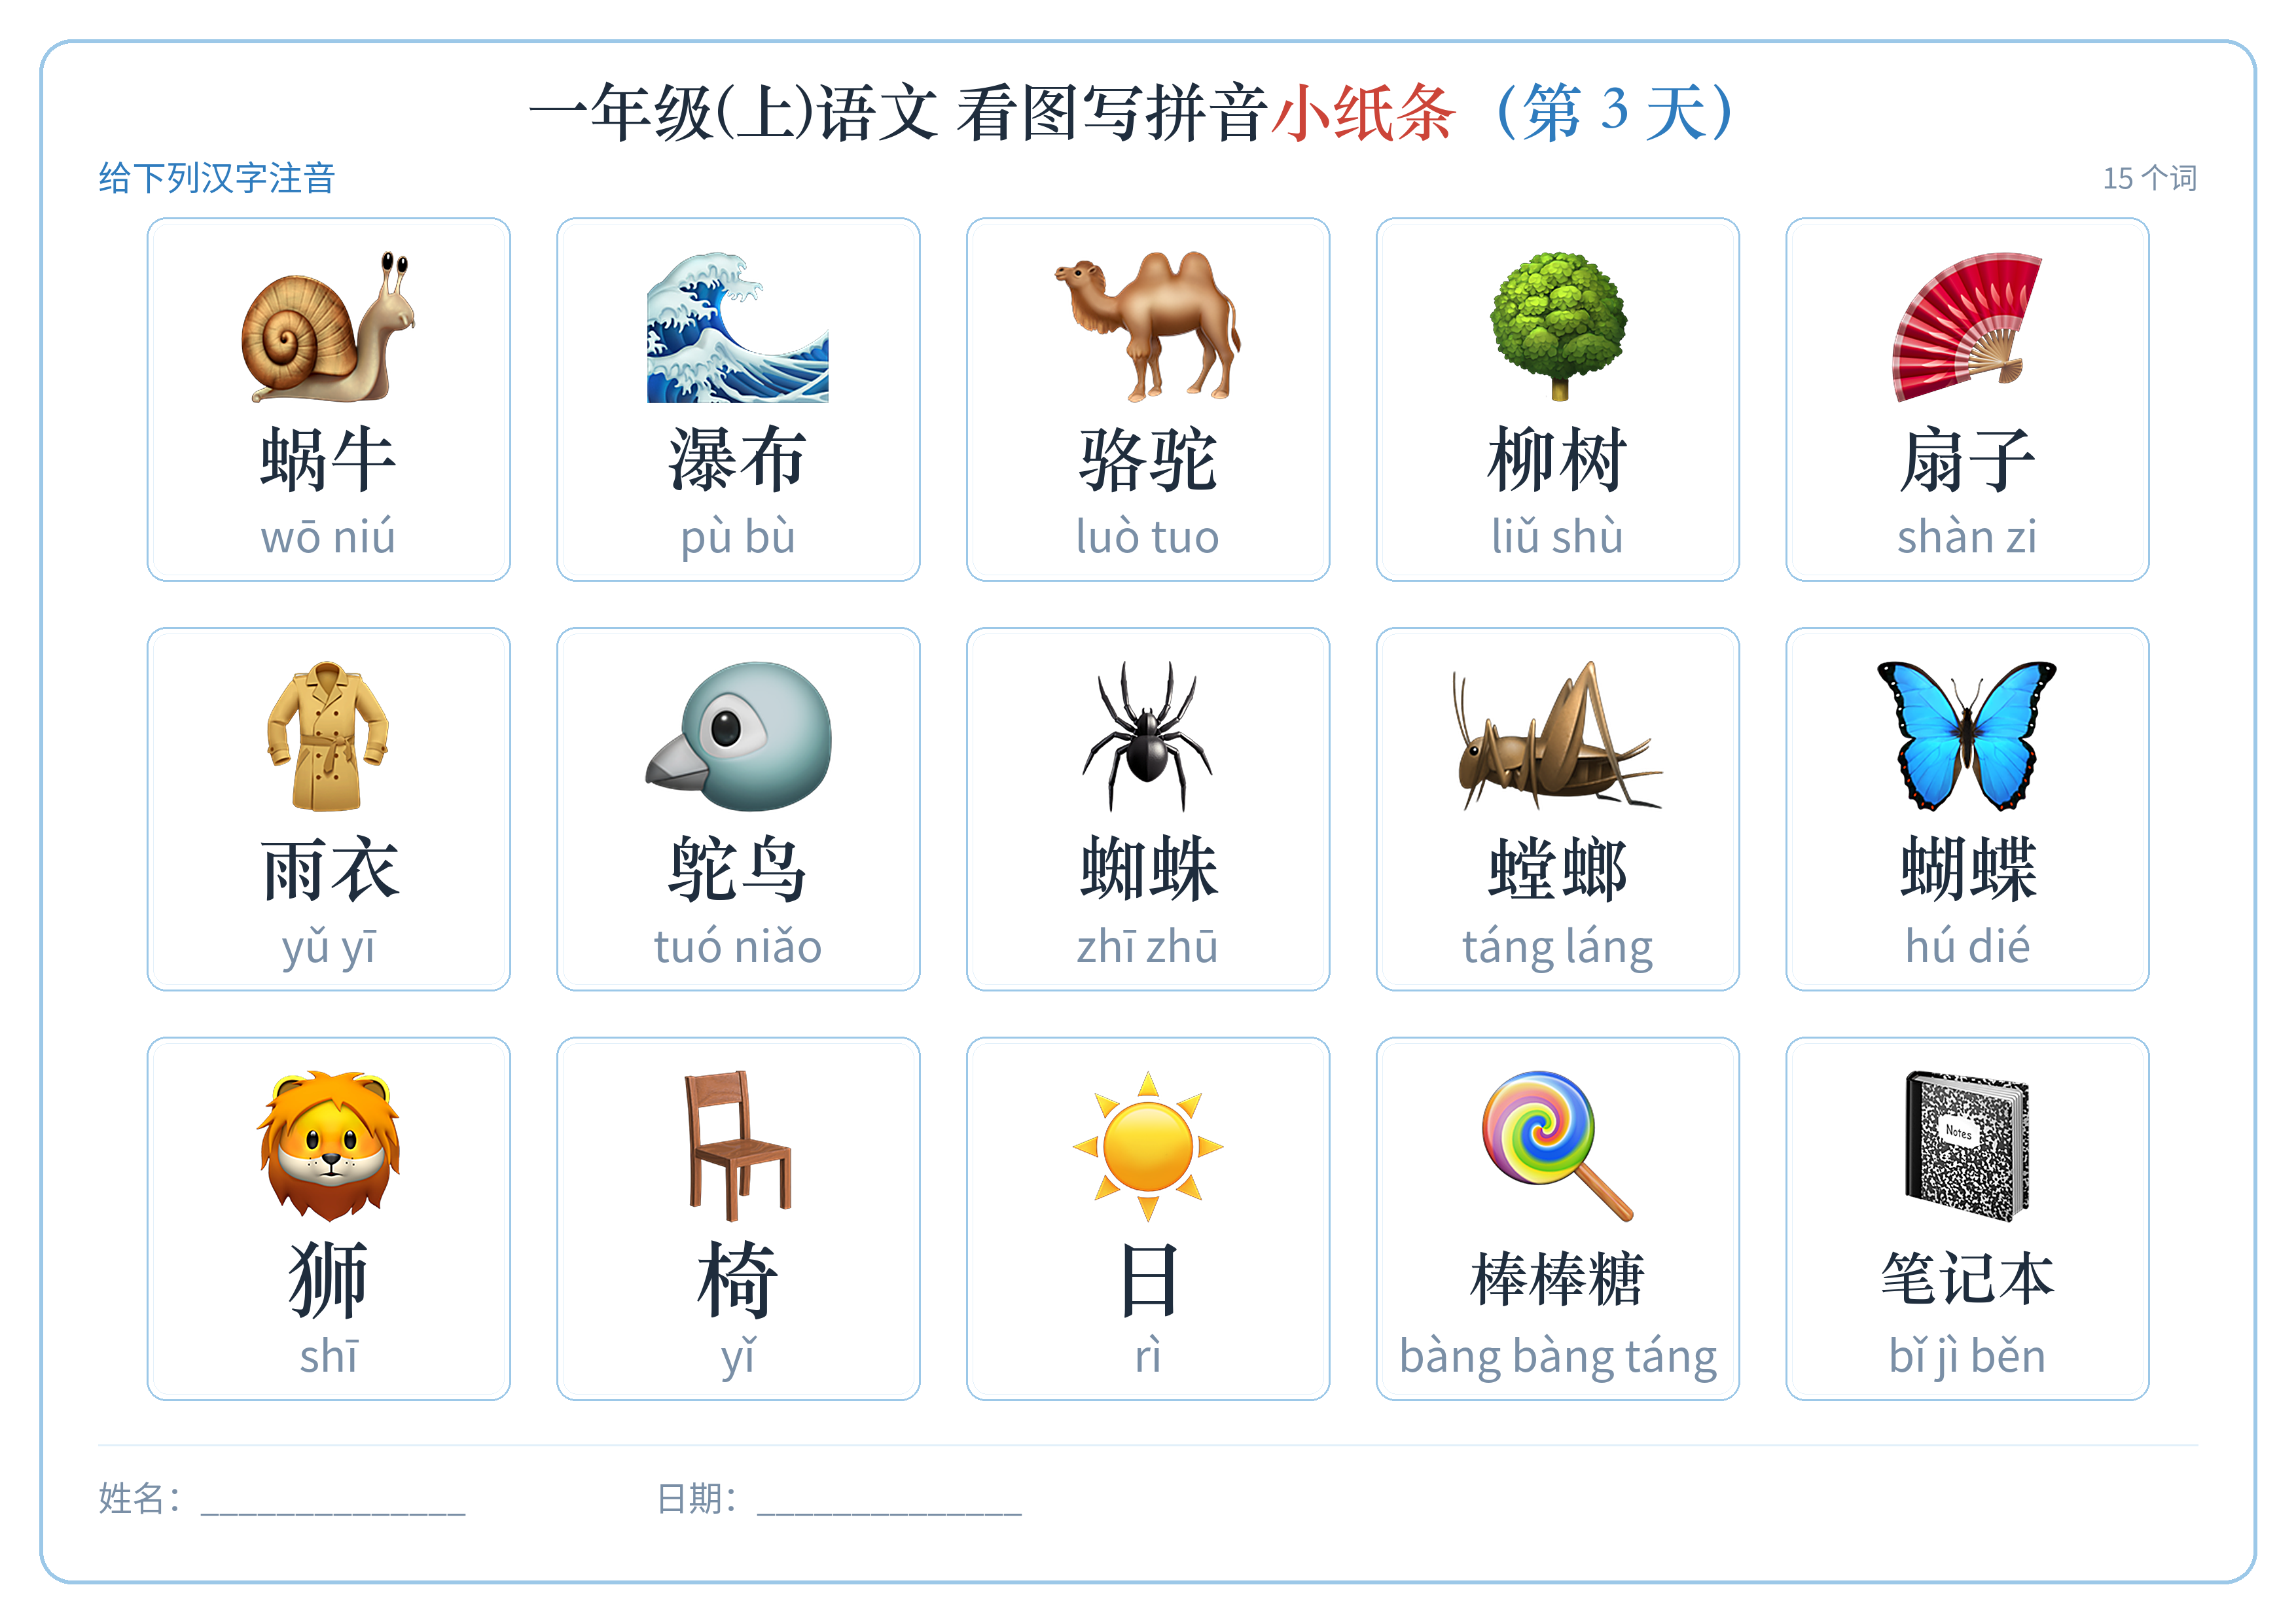 一年级(上)语文 看图写拼音小纸条（第 3 天）
给下列汉字注音 15 个词
蜗牛 瀑布 骆驼 柳树 扇子
wō niú pù bù luò tuo liǔ shù shàn zi
雨衣 鸵鸟 蜘蛛 螳螂 蝴蝶
yǔ yī tuó niǎo zhī zhū táng láng hú dié
Notes
狮 椅 日 棒棒糖 笔记本
shī yǐ rì bàng bàng táng bǐ jì běn
姓名：______________ 日期：______________